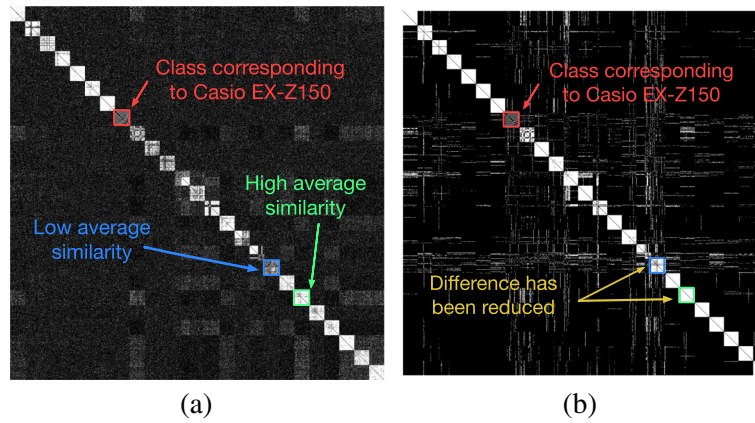 Class corresponding
to Casio EX-Z150
High average
similarity
Low average
similarity
(a)
Class corresponding
to Casio EX-Z150
Difference has
been reduced
(b)